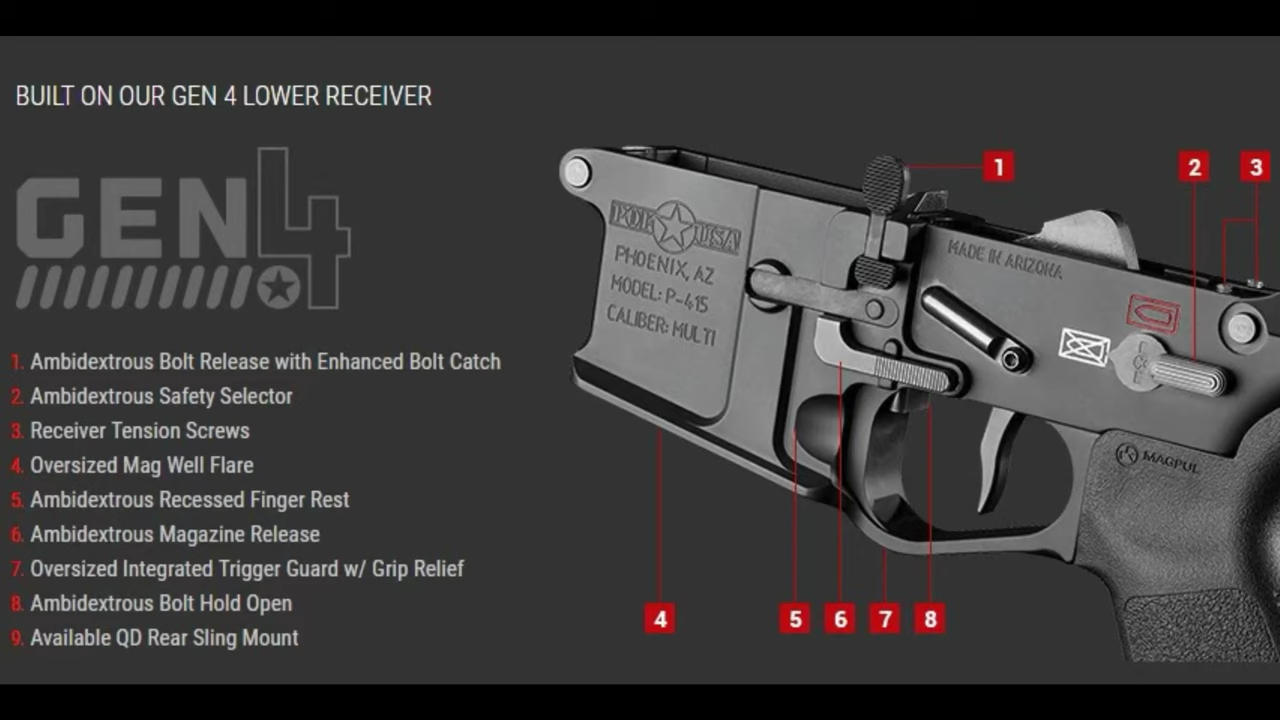 BUILT ON OUR GEN 4 LOWER RECEIVER
GEN4
1. Ambidextrous Bolt Release with Enhanced Bolt Catch
2. Ambidextrous Safety Selector
3. Receiver Tension Screws
4. Oversized Mag Well Flare
5. Ambidextrous Recessed Finger Rest
6. Ambidextrous Magazine Release
7. Oversized Integrated Trigger Guard w/ Grip Relief
8. Ambidextrous Bolt Hold Open
9. Available QD Rear Sling Mount
1
2
3
POF USA
PHOENIX, AZ
MODEL: P-415
CALIBER: MULTI
MADE IN ARIZONA
MAGPUL
4
5
6
7
8